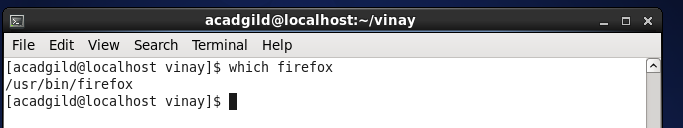 acadgild@localhost:~/vinay
File Edit View Search Terminal Help
[acadgild@localhost vinay]$ which firefox
/usr/bin/firefox
[acadgild@localhost vinay]$